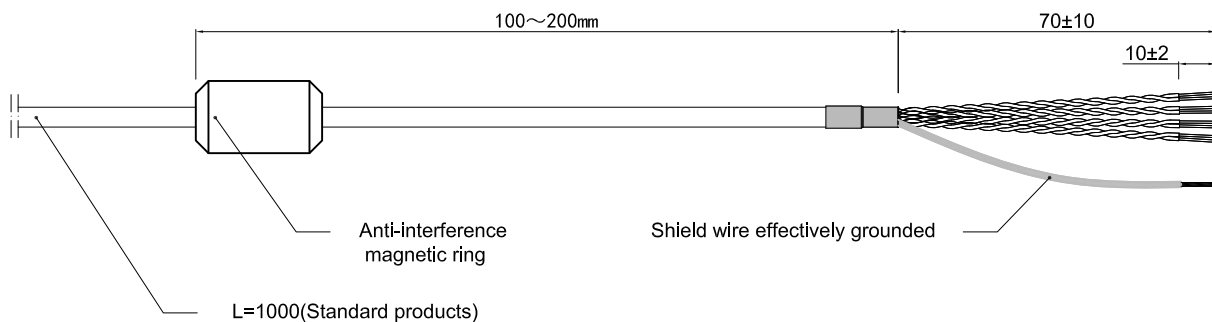 100～200mm
70±10
10±2
Anti-interference
magnetic ring
Shield wire effectively grounded
L=1000(Standard products)